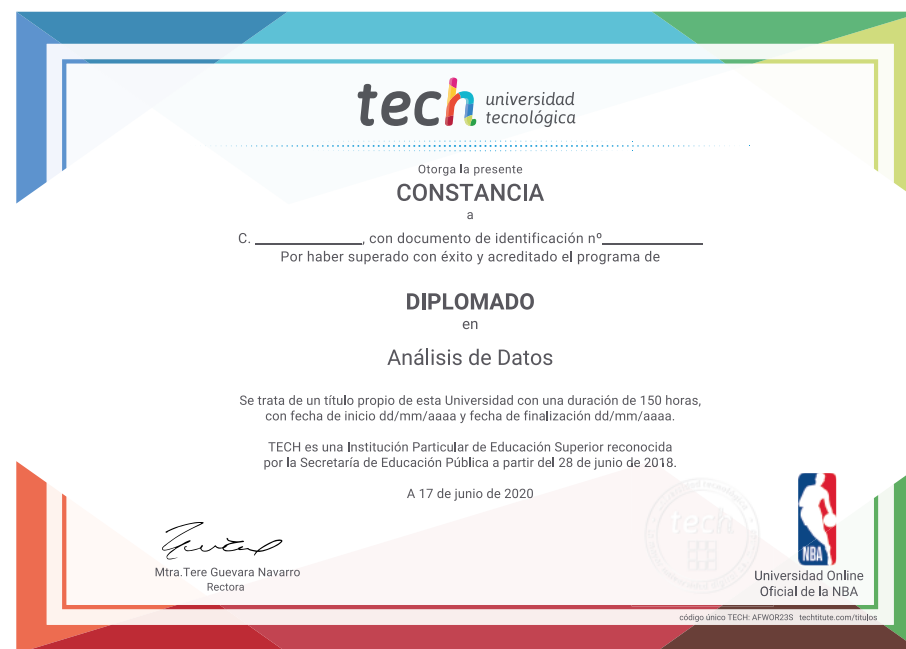 tech universidad
tecnológica
Otorga la presente
CONSTANCIA
a
C. ______________, con documento de identificación nº_____________
Por haber superado con éxito y acreditado el programa de
DIPLOMADO
en
Análisis de Datos
Se trata de un título propio de esta Universidad con una duración de 150 horas,
con fecha de inicio dd/mm/aaaa y fecha de finalización dd/mm/aaaa.
TECH es una Institución Particular de Educación Superior reconocida
por la Secretaría de Educación Pública a partir del 28 de junio de 2018.
A 17 de junio de 2020
tech
Mtra.Tere Guevara Navarro
Rectora
NBA
Universidad Online
Oficial de la NBA
código único TECH: AFWOR23S techtitute.com/titulos